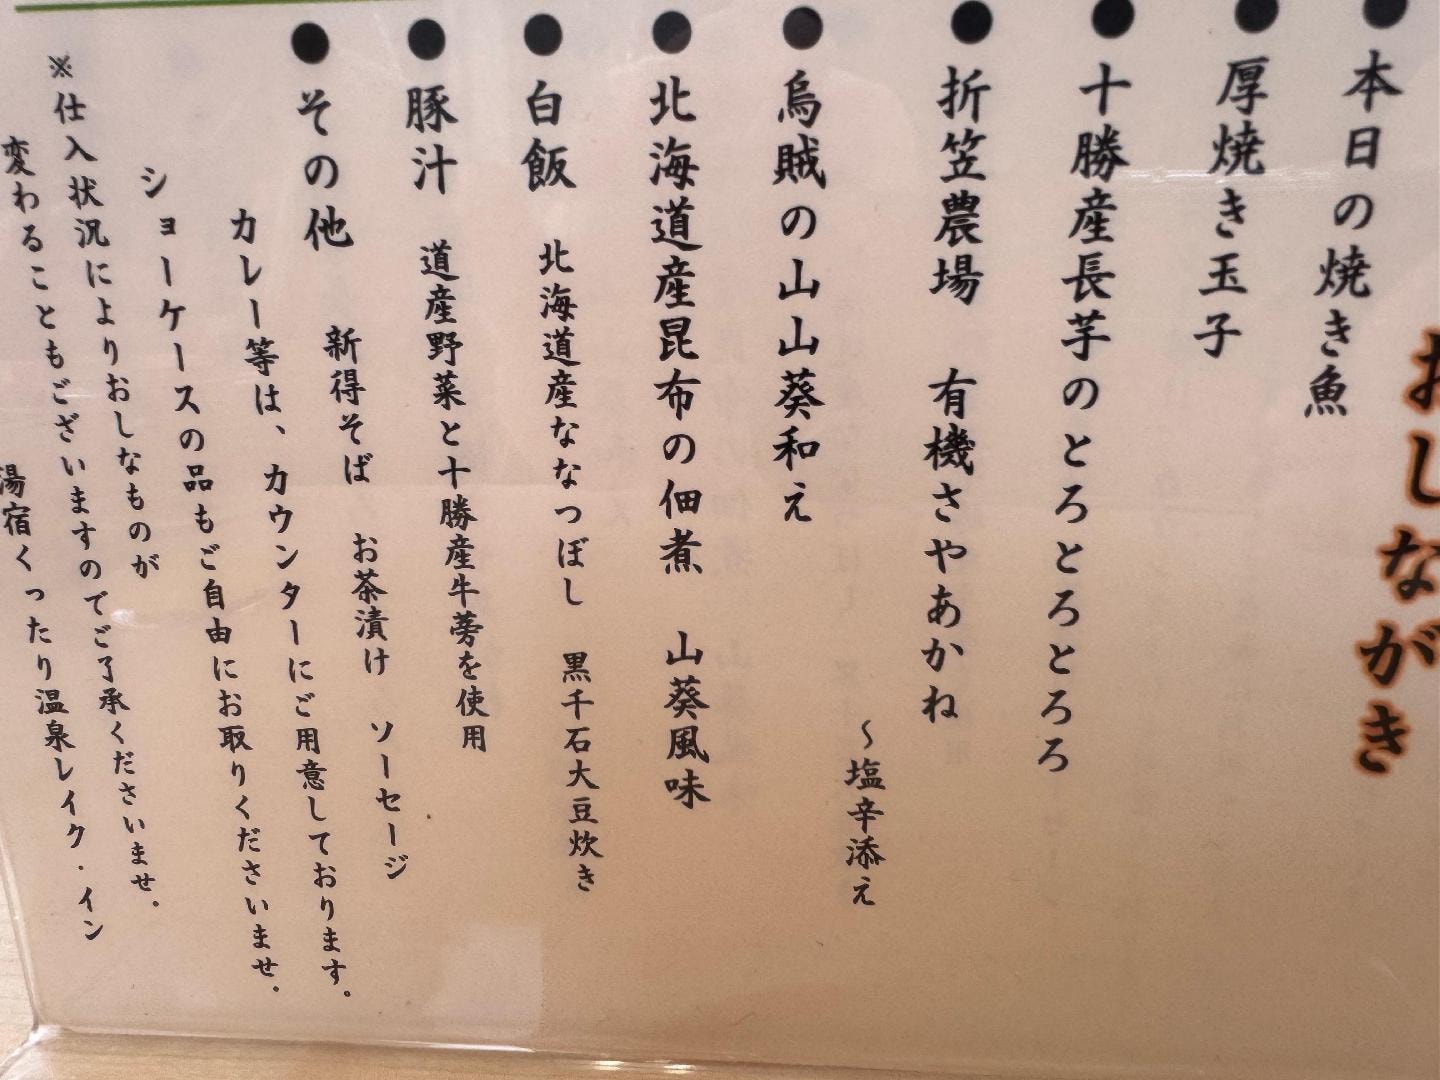 おしながき
●本日の焼き魚
●厚焼き玉子
●十勝産長芋のとろとろとろろ
●折笠農場　有機さやあかね
～塩辛添え
●烏賊の山山葵和え
●北海道産昆布の佃煮　山葵風味
●白飯　北海道産ななつぼし　黒千石大豆炊き
●豚汁　道産野菜と十勝産牛蒡を使用
●その他　新得そば　お茶漬け　ソーセージ
カレー等は、カウンターにご用意しております。
ショーケースの品もご自由にお取りくださいませ。
※仕入状況によりおしなものが
変わることもございますのでご了承くださいませ。
湯宿くったり温泉レイク・イン